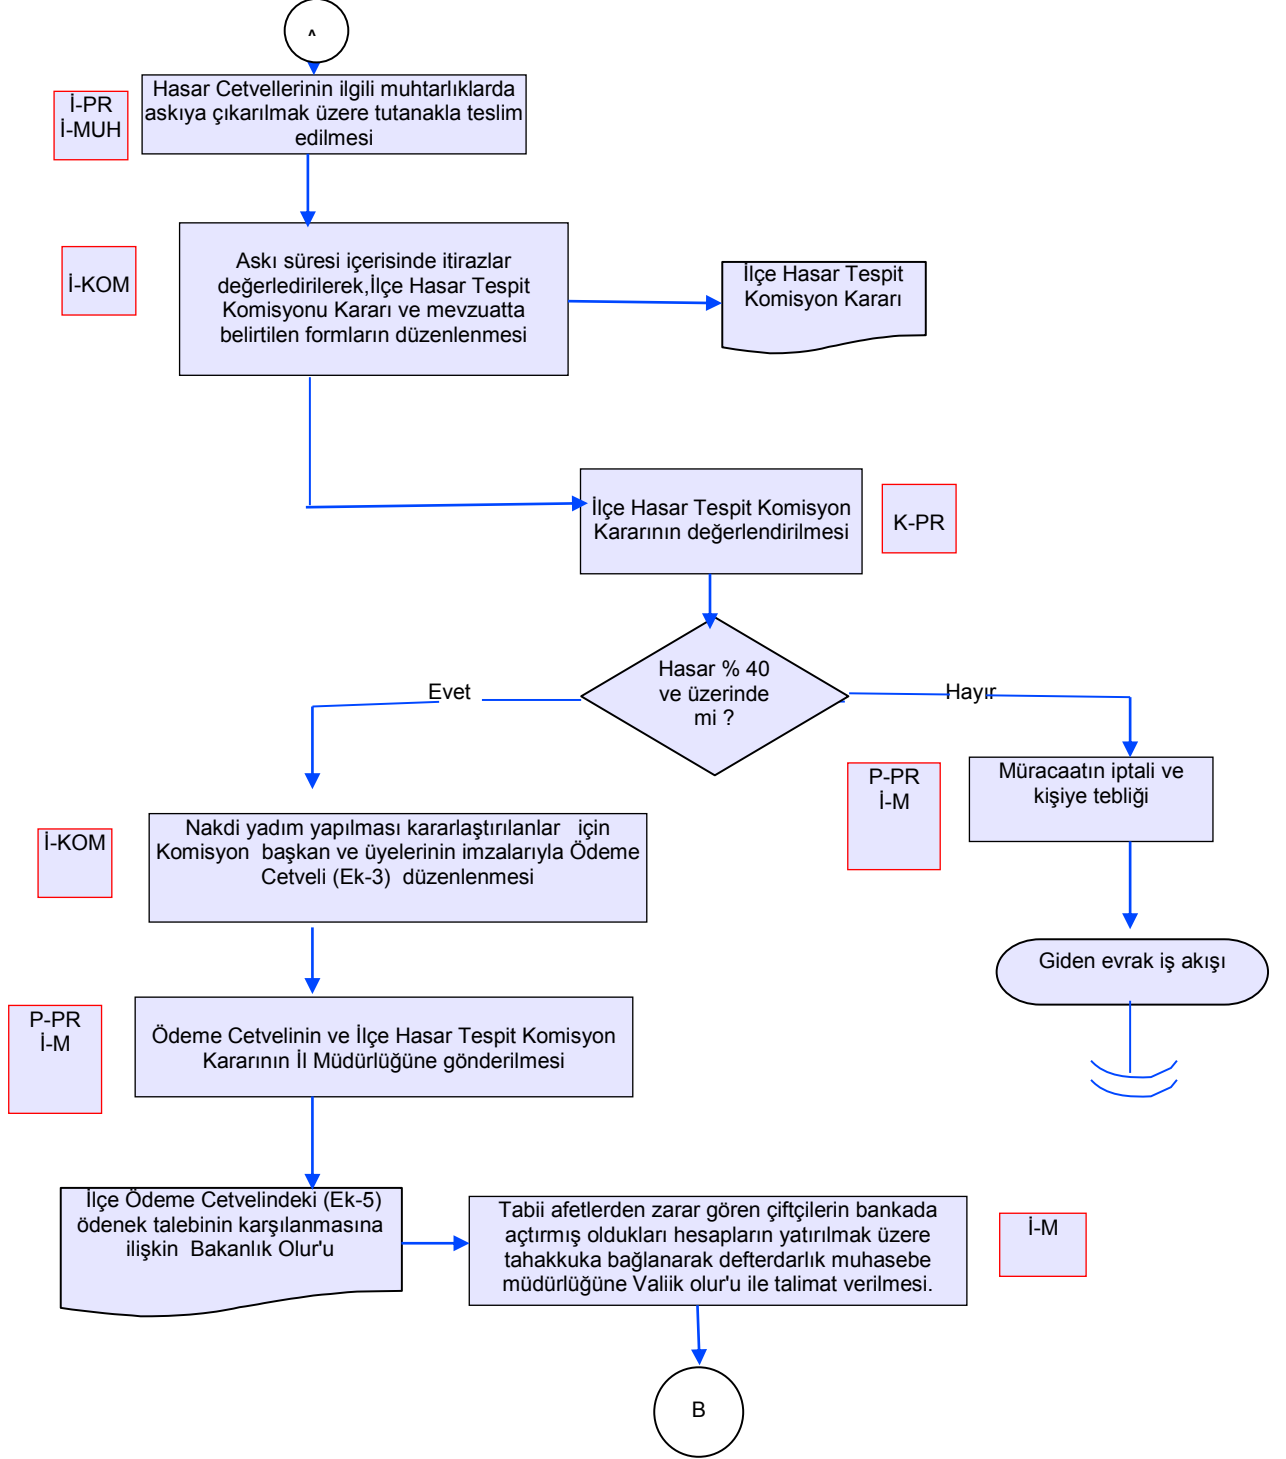 A
İ-PR
İ-MUH
Hasar Cetvellerinin ilgili muhtarlıklarda
askıya çıkarılmak üzere tutanakla teslim
edilmesi
İ-KOM
Askı süresi içerisinde itirazlar
değerledirilerek,İlçe Hasar Tespit
Komisyonu Kararı ve mevzuatta
belirtilen formların düzenlenmesi
İlçe Hasar Tespit
Komisyon Kararı
İlçe Hasar Tespit Komisyon
Kararının değerlendirilmesi
K-PR
Hasar % 40
ve üzerinde
mi ?
Evet
Hayır
P-PR
İ-M
Müracaatın iptali ve
kişiye tebliği
İ-KOM
Nakdi yadım yapılması kararlaştırılanlar için
Komisyon başkan ve üyelerinin imzalarıyla Ödeme
Cetveli (Ek-3) düzenlenmesi
Giden evrak iş akışı
P-PR
İ-M
Ödeme Cetvelinin ve İlçe Hasar Tespit Komisyon
Kararının İl Müdürlüğüne gönderilmesi
İlçe Ödeme Cetvelindeki (Ek-5)
ödenek talebinin karşılanmasına
ilişkin Bakanlık Olur'u
Tabii afetlerden zarar gören çiftçilerin bankada
açtırmış oldukları hesapların yatırılmak üzere
tahakkuka bağlanarak defterdarlık muhasebe
müdürlüğüne Valiik olur'u ile talimat verilmesi.
İ-M
B